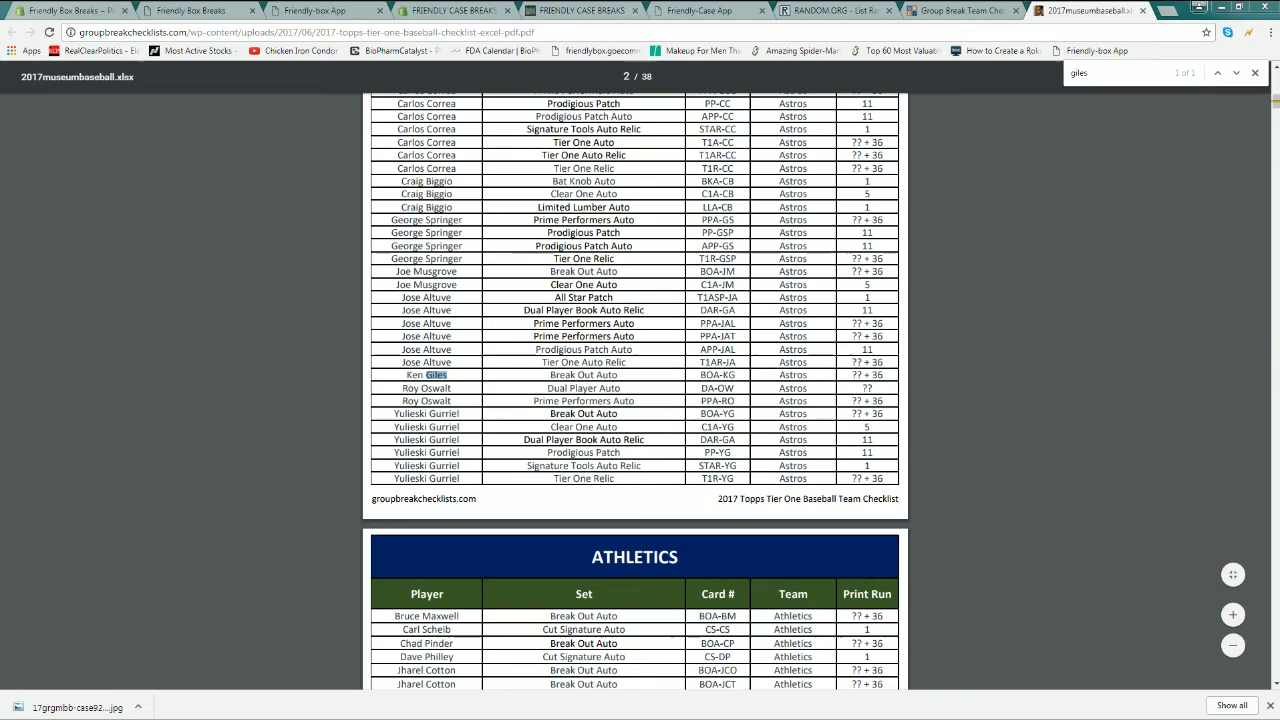 Friendly Box Breaks – P
Friendly Box Breaks
Friendly-box App
FRIENDLY CASE BREAKS
FRIENDLY CASE BREAKS
Friendly-Case App
RANDOM.ORG - List Ra
Group Break Team Che
2017museumbaseball.xl
groupbreakchecklists.com/wp-content/uploads/2017/06/2017-topps-tier-one-baseball-checklist-excel-pdf.pdf
Apps RealClearPolitics - El Most Active Stocks - Chicken Iron Condor BioPharmCatalyst - Fl FDA Calendar | BioPh friendlybox.goecomm Makeup For Men Tha Amazing Spider-Man Top 60 Most Valuabl How to Create a Rok Friendly-box App
2017museumbaseball.xlsx 2 / 38
giles 1 of 1
Carlos Correa Prodigious Patch PP-CC Astros 11
Carlos Correa Prodigious Patch Auto APP-CC Astros 11
Carlos Correa Signature Tools Auto Relic STAR-CC Astros 1
Carlos Correa Tier One Auto T1A-CC Astros ?? + 36
Carlos Correa Tier One Auto Relic T1AR-CC Astros ?? + 36
Carlos Correa Tier One Relic T1R-CC Astros ?? + 36
Craig Biggio Bat Knob Auto BKA-CB Astros 1
Craig Biggio Clear One Auto C1A-CB Astros 5
Craig Biggio Limited Lumber Auto LLA-CB Astros 1
George Springer Prime Performers Auto PPA-GS Astros ?? + 36
George Springer Prodigious Patch PP-GSP Astros 11
George Springer Prodigious Patch Auto APP-GS Astros 11
George Springer Tier One Relic T1R-GSP Astros ?? + 36
Joe Musgrove Break Out Auto BOA-JM Astros ?? + 36
Joe Musgrove Clear One Auto C1A-JM Astros 5
Jose Altuve All Star Patch T1ASP-JA Astros 1
Jose Altuve Dual Player Book Auto Relic DAR-GA Astros 11
Jose Altuve Prime Performers Auto PPA-JAL Astros ?? + 36
Jose Altuve Prime Performers Auto PPA-JAT Astros ?? + 36
Jose Altuve Prodigious Patch Auto APP-JAL Astros 11
Jose Altuve Tier One Auto Relic T1AR-JA Astros ?? + 36
Ken Giles Break Out Auto BOA-KG Astros ?? + 36
Roy Oswalt Dual Player Auto DA-OW Astros ??
Roy Oswalt Prime Performers Auto PPA-RO Astros ?? + 36
Yulieski Gurriel Break Out Auto BOA-YG Astros ?? + 36
Yulieski Gurriel Clear One Auto C1A-YG Astros 5
Yulieski Gurriel Dual Player Book Auto Relic DAR-GA Astros 11
Yulieski Gurriel Prodigious Patch PP-YG Astros 11
Yulieski Gurriel Signature Tools Auto Relic STAR-YG Astros 1
Yulieski Gurriel Tier One Relic T1R-YG Astros ?? + 36
groupbreakchecklists.com 2017 Topps Tier One Baseball Team Checklist
ATHLETICS
Player Set Card # Team Print Run
Bruce Maxwell Break Out Auto BOA-BM Athletics ?? + 36
Carl Scheib Cut Signature Auto CS-CS Athletics 1
Chad Pinder Break Out Auto BOA-CP Athletics ?? + 36
Dave Philley Cut Signature Auto CS-DP Athletics 1
Jharel Cotton Break Out Auto BOA-JCO Athletics ?? + 36
Jharel Cotton Break Out Auto BOA-JCT Athletics ?? + 36
17grgmbb-case92....jpg Show all